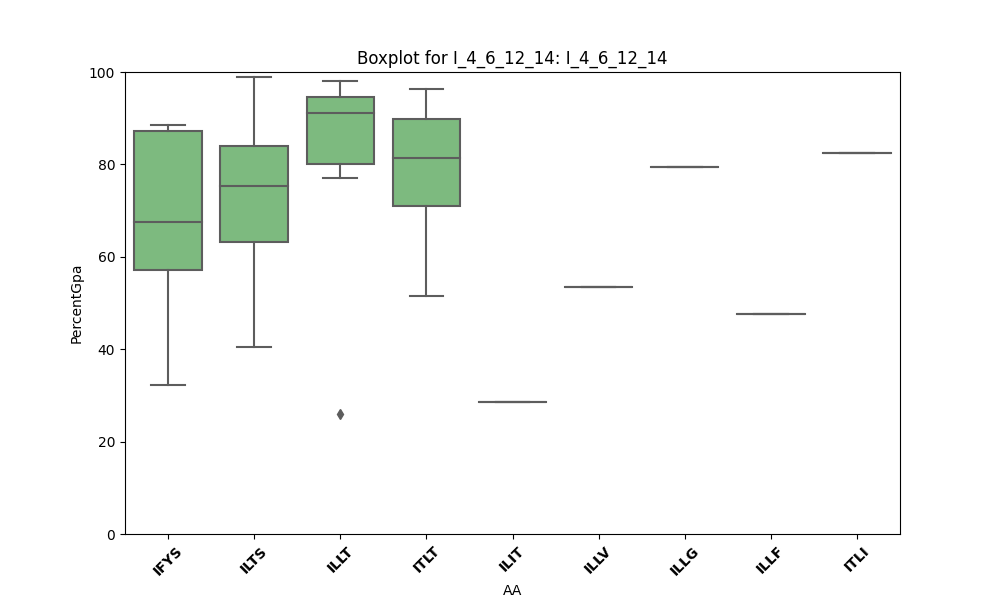 Boxplot for I_4_6_12_14: I_4_6_12_14
PercentGpa
100
80
60
40
20
0
IFYS ILTS ILLT ITLT ILIT ILLV ILLG ILLF ITLI
AA